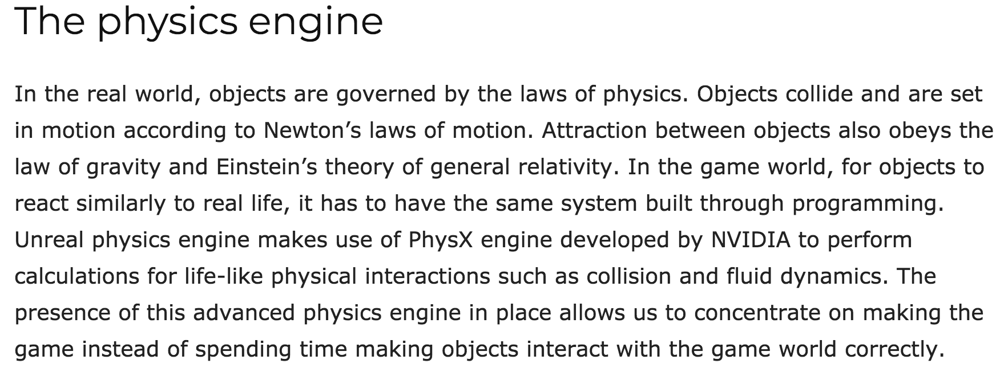 The physics engine
In the real world, objects are governed by the laws of physics. Objects collide and are set
in motion according to Newton’s laws of motion. Attraction between objects also obeys the
law of gravity and Einstein’s theory of general relativity. In the game world, for objects to
react similarly to real life, it has to have the same system built through programming.
Unreal physics engine makes use of PhysX engine developed by NVIDIA to perform
calculations for life-like physical interactions such as collision and fluid dynamics. The
presence of this advanced physics engine in place allows us to concentrate on making the
game instead of spending time making objects interact with the game world correctly.